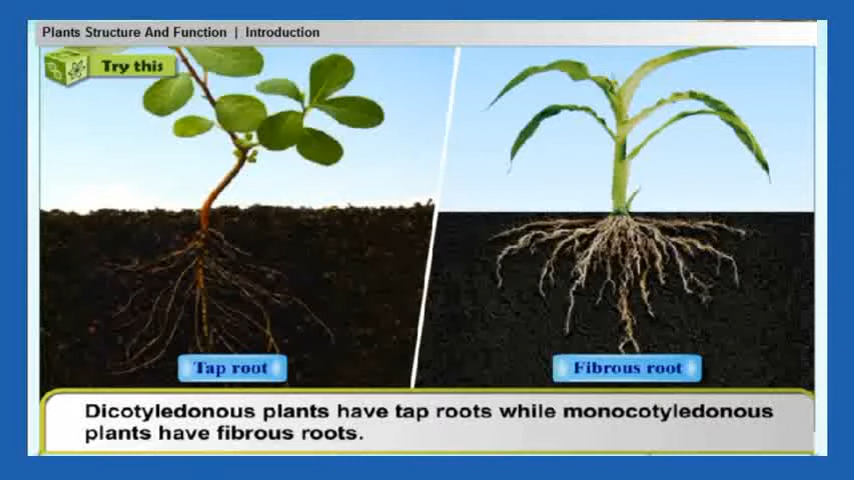 Plants Structure And Function | Introduction
Try this
Tap root
Fibrous root
Dicotyledonous plants have tap roots while monocotyledonous
plants have fibrous roots.